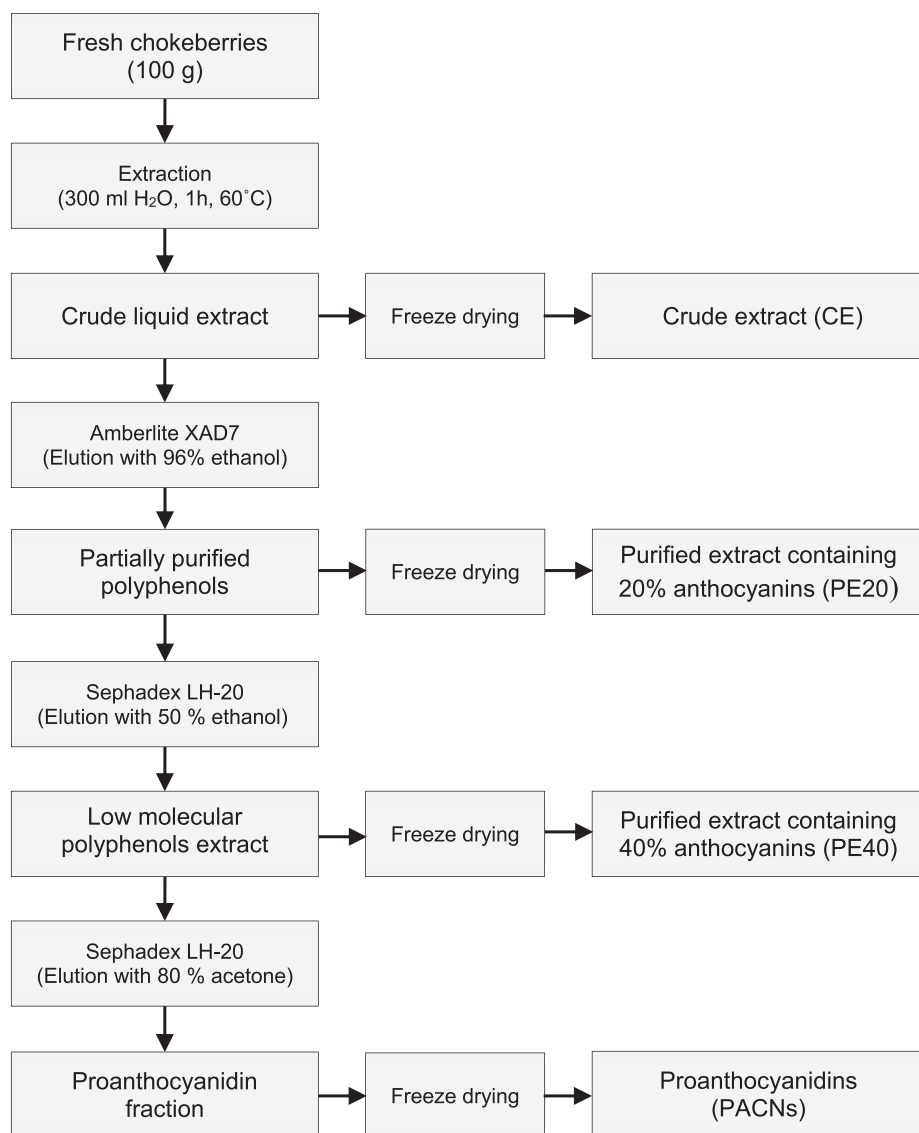 Fresh chokeberries
(100 g)
Extraction
(300 ml H₂O, 1h, 60˚C)
Crude liquid extract
Freeze drying
Crude extract (CE)
Amberlite XAD7
(Elution with 96% ethanol)
Partially purified
polyphenols
Freeze drying
Purified extract containing
20% anthocyanins (PE20)
Sephadex LH-20
(Elution with 50 % ethanol)
Low molecular
polyphenols extract
Freeze drying
Purified extract containing
40% anthocyanins (PE40)
Sephadex LH-20
(Elution with 80 % acetone)
Proanthocyanidin
fraction
Freeze drying
Proanthocyanidins
(PACNs)